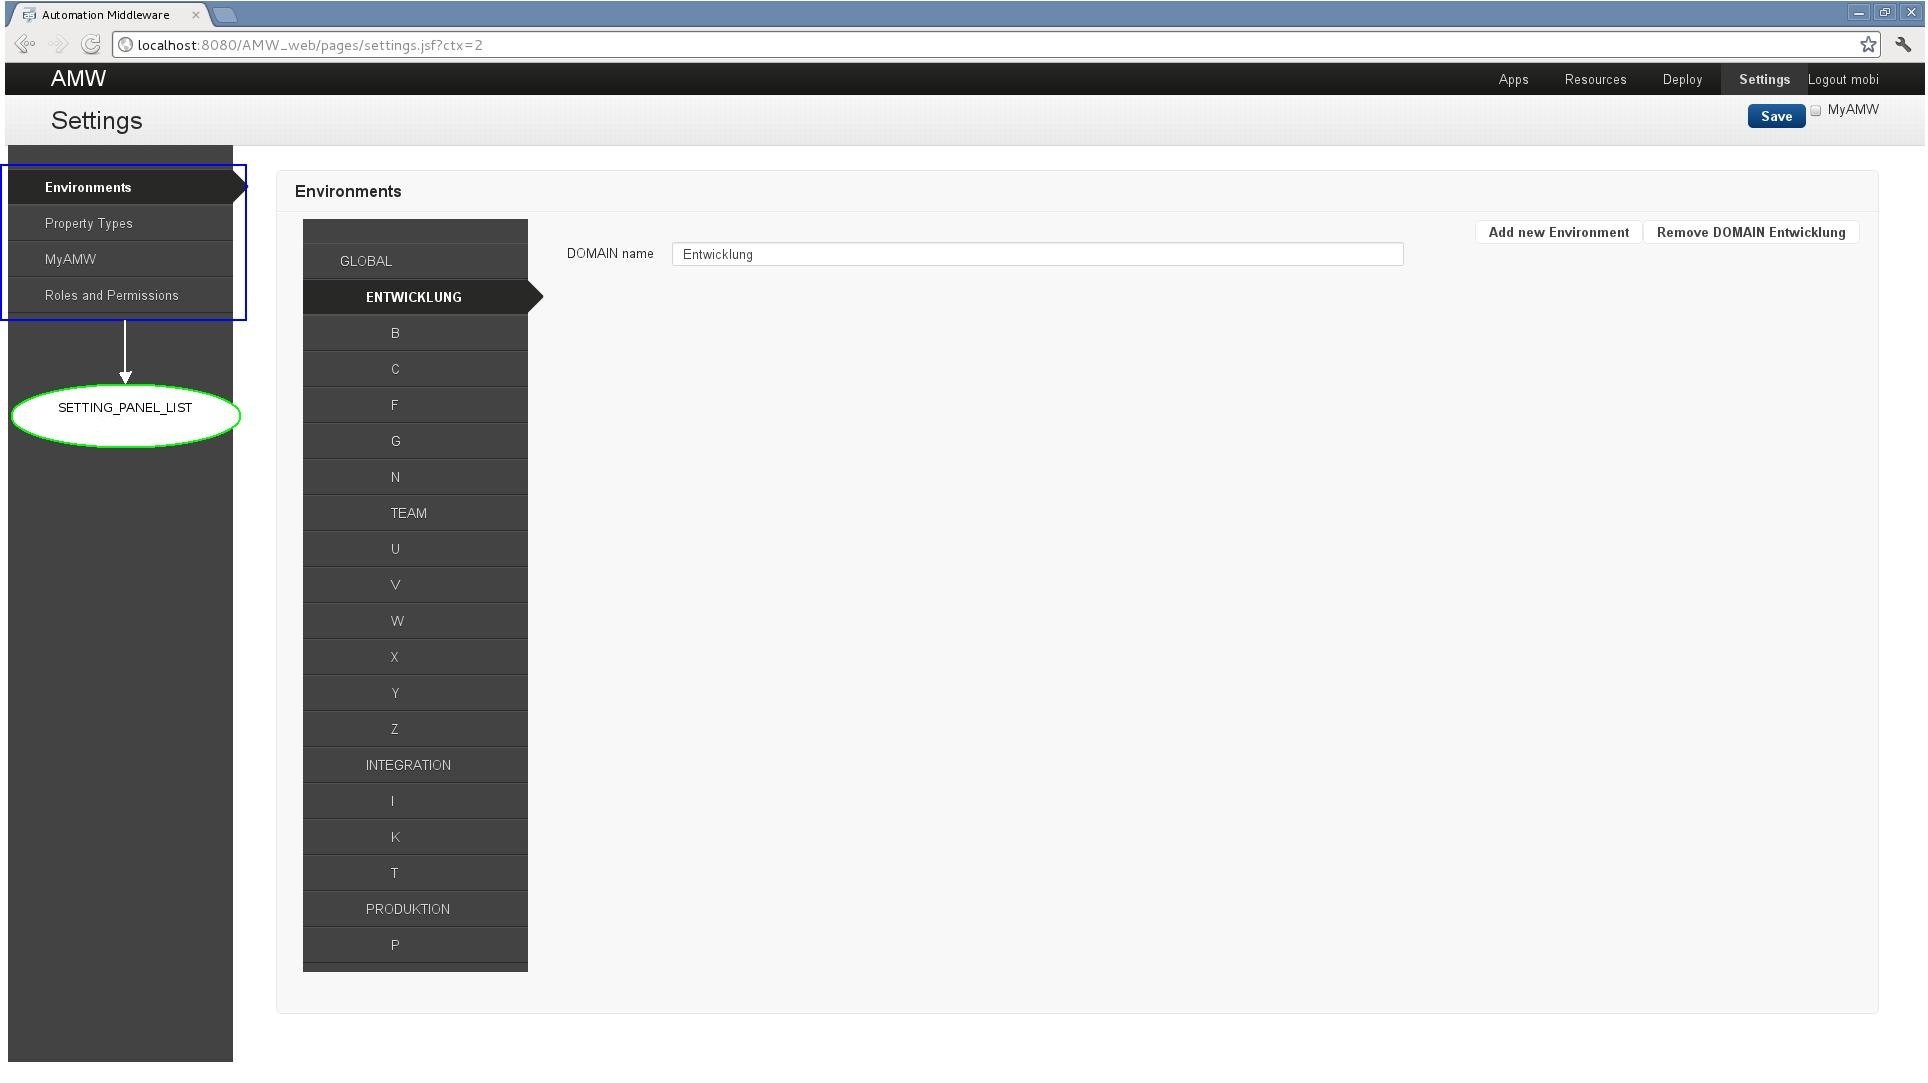 Automation Middleware
localhost:8080/AMW_web/pages/settings.jsf?ctx=2
AMW
Apps Resources Deploy Settings Logout mobi
Settings
Save MyAMW
Environments
Property Types
MyAMW
Roles and Permissions
SETTING_PANEL_LIST
Environments
Add new Environment Remove DOMAIN Entwicklung
DOMAIN name Entwicklung
GLOBAL
ENTWICKLUNG
B
C
F
G
N
TEAM
U
V
W
X
Y
Z
INTEGRATION
I
K
T
PRODUKTION
P